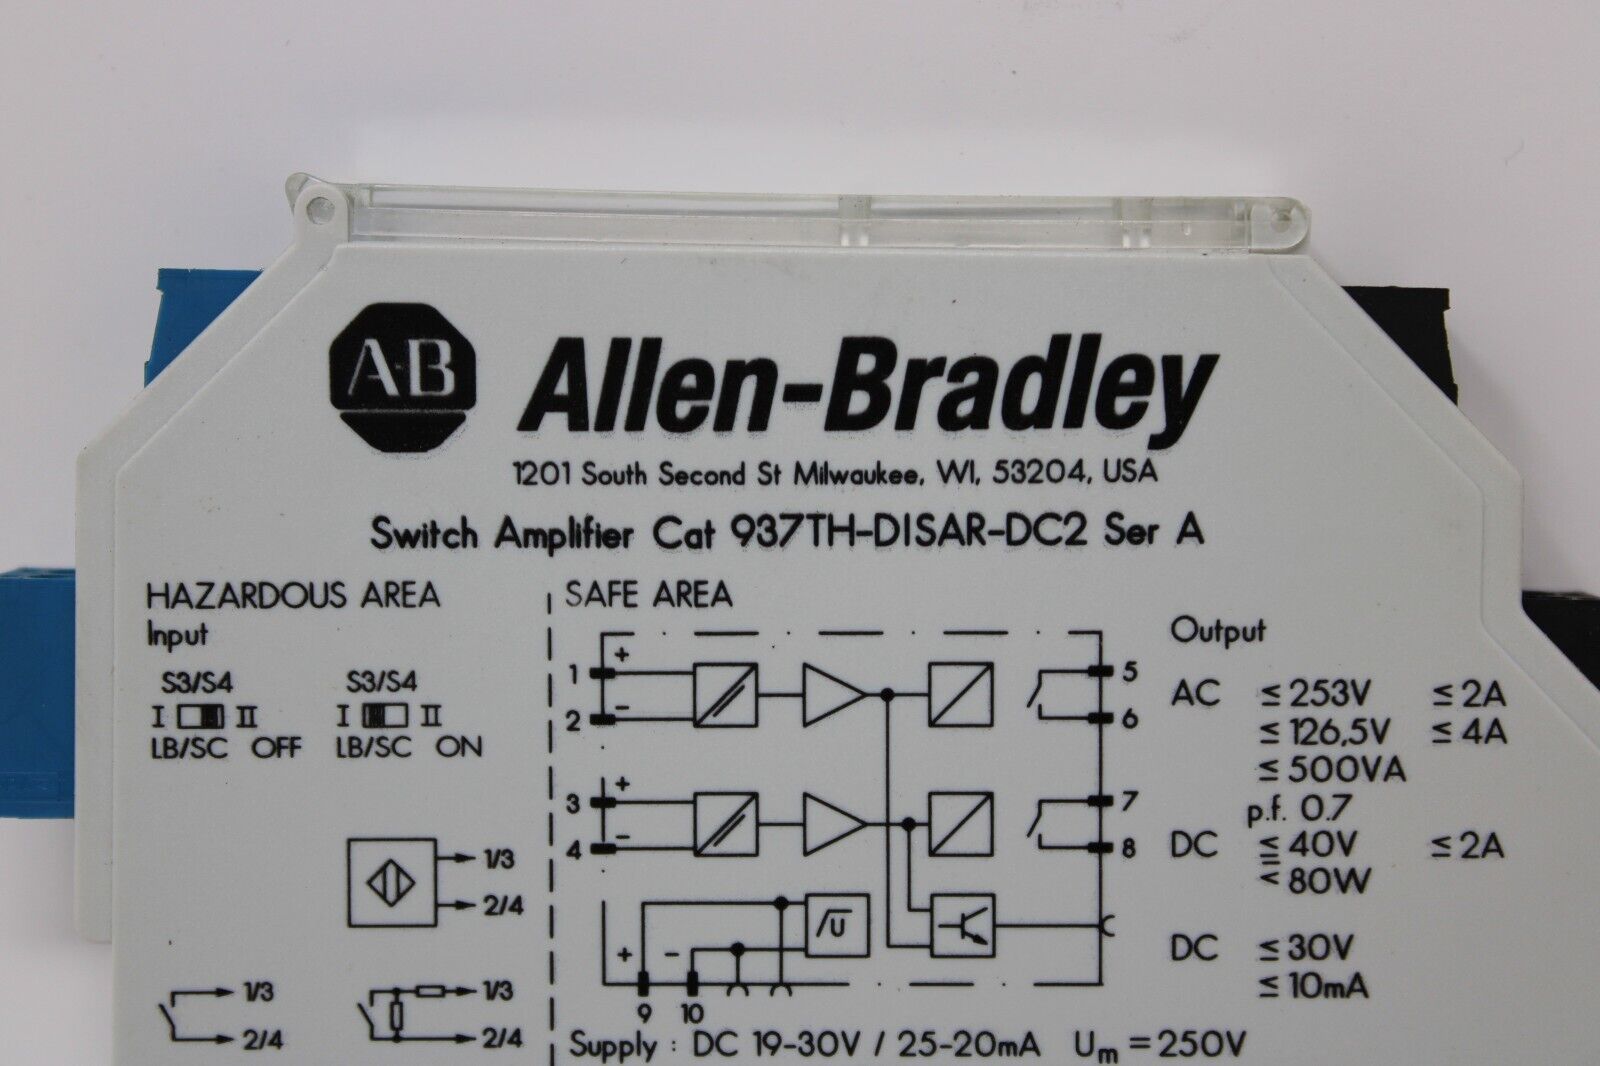 A-B Allen-Bradley
1201 South Second St Milwaukee, WI, 53204, USA
Switch Amplifier Cat 937TH-DISAR-DC2 Ser A
HAZARDOUS AREA
Input
S3/S4 S3/S4
I II I II
LB/SC OFF LB/SC ON
1/3
2/4
1/3 1/3
2/4 2/4
SAFE AREA
1 + 5
2 - 6
3 + 7
4 - 8
U
+ -
9 10
Output
AC ≤ 253V ≤ 2A
≤ 126,5V ≤ 4A
≤ 500VA
p.f. 0.7
DC ≤ 40V ≤ 2A
≤ 80W
DC ≤ 30V
≤ 10mA
Supply : DC 19-30V / 25-20mA Um = 250V